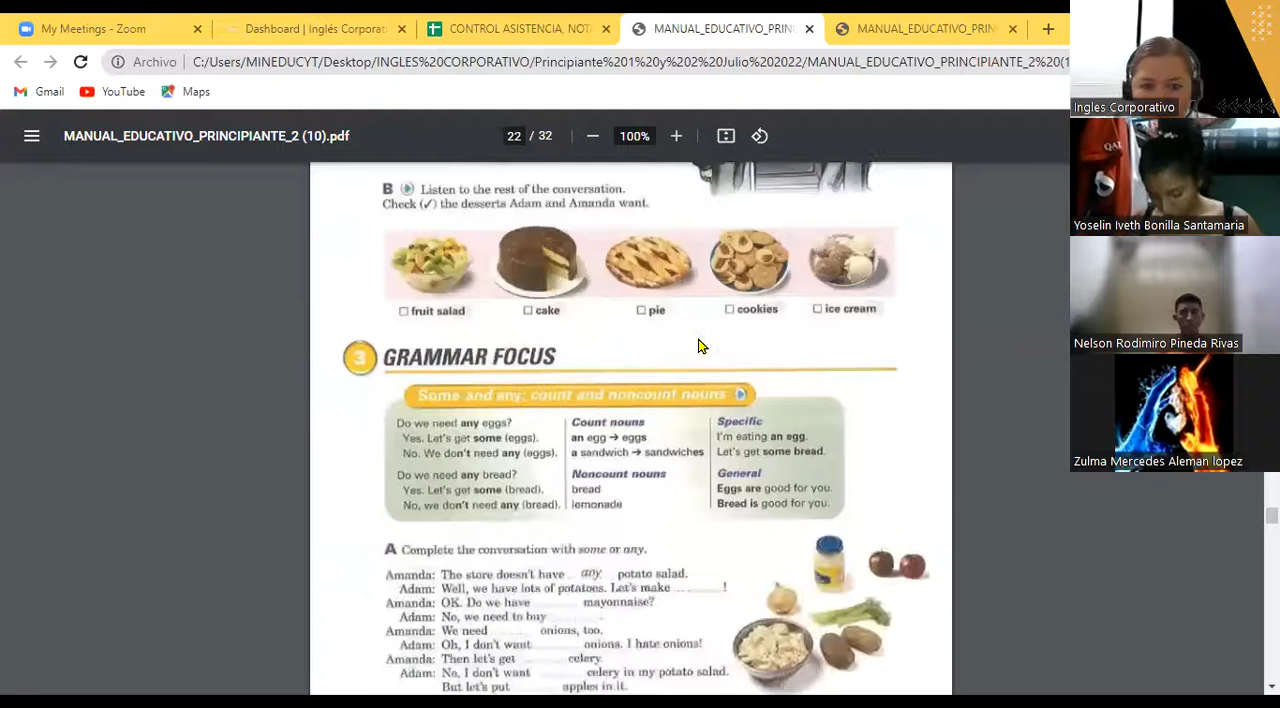 My Meetings - Zoom
Dashboard | Inglés Corporati
CONTROL ASISTENCIA, NOT
MANUAL_EDUCATIVO_PRIN
MANUAL_EDUCATIVO_PRIN
Archivo
C:/Users/MINEDUCYT/Desktop/INGLES%20CORPORATIVO/Principiante%201%20y%202%20Julio%202022/MANUAL_EDUCATIVO_PRINCIPIANTE_2%20(1
Gmail
YouTube
Maps
MANUAL_EDUCATIVO_PRINCIPIANTE_2 (10).pdf
22 / 32
100%
B Listen to the rest of the conversation.
Check (✓) the desserts Adam and Amanda want.
fruit salad
cake
pie
cookies
ice cream
3 GRAMMAR FOCUS
Some and any; count and noncount nouns
Do we need any eggs?
Yes. Let's get some (eggs).
No. We don't need any (eggs).
Do we need any bread?
Yes. Let's get some (bread).
No, we don't need any (bread).
Count nouns
an egg → eggs
a sandwich → sandwiches
Noncount nouns
bread
lemonade
Specific
I'm eating an egg.
Let's get some bread.
General
Eggs are good for you.
Bread is good for you.
A Complete the conversation with some or any.
Amanda: The store doesn't have any potato salad.
Adam: Well, we have lots of potatoes. Let's make ........ !
Amanda: OK. Do we have mayonnaise?
Adam: No, we need to buy .
Amanda: We need onions, too.
Adam: Oh, I don't want onions. I hate onions!
Amanda: Then let's get celery.
Adam: No, I don't want celery in my potato salad.
But let's put apples in it.
Ingles Corporativo
QA
Yoselin Iveth Bonilla Santamaria
Nelson Rodimiro Pineda Rivas
Zulma Mercedes Aleman lopez